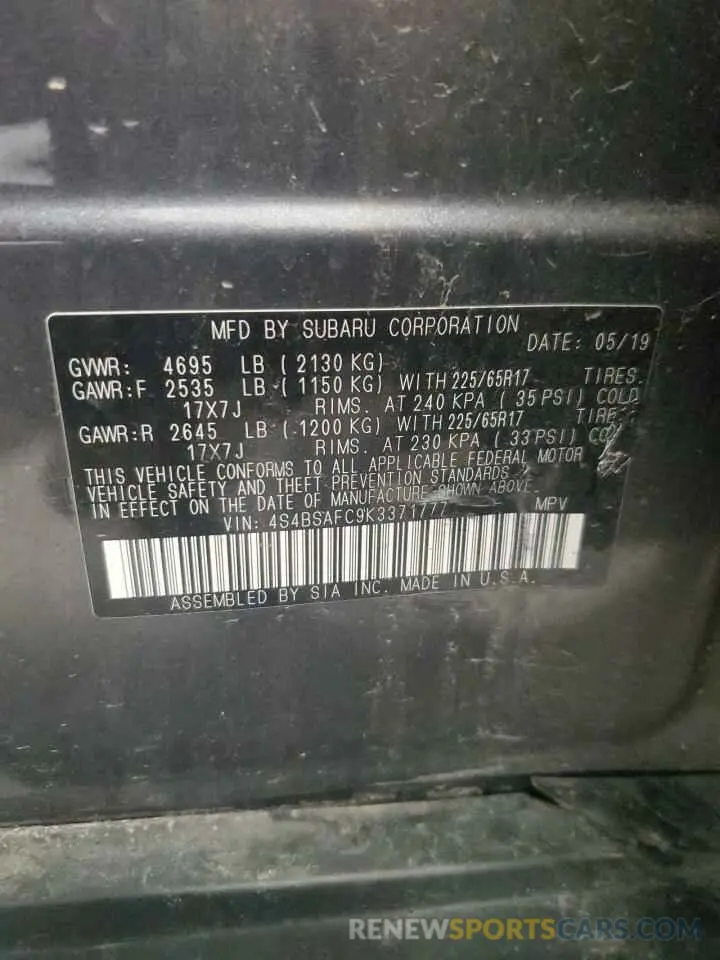 MFD BY SUBARU CORPORATION
DATE: 05/19
GVWR: 4695 LB ( 2130 KG)
GAWR:F 2535 LB ( 1150 KG) WITH 225/65R17 TIRES.
17X7J RIMS. AT 240 KPA ( 35 PSI) COLD
GAWR:R 2645 LB ( 1200 KG) WITH 225/65R17 TIRES
17X7J RIMS. AT 230 KPA ( 33 PSI)
THIS VEHICLE CONFORMS TO ALL APPLICABLE FEDERAL MOTOR
VEHICLE SAFETY AND THEFT PREVENTION STANDARDS
IN EFFECT ON THE DATE OF MANUFACTURE SHOWN ABOVE.
VIN: 4S4BSAFC9K3371777 MPV
ASSEMBLED BY SIA INC. MADE IN U.S.A.
RENEWSPORTSCARS.COM